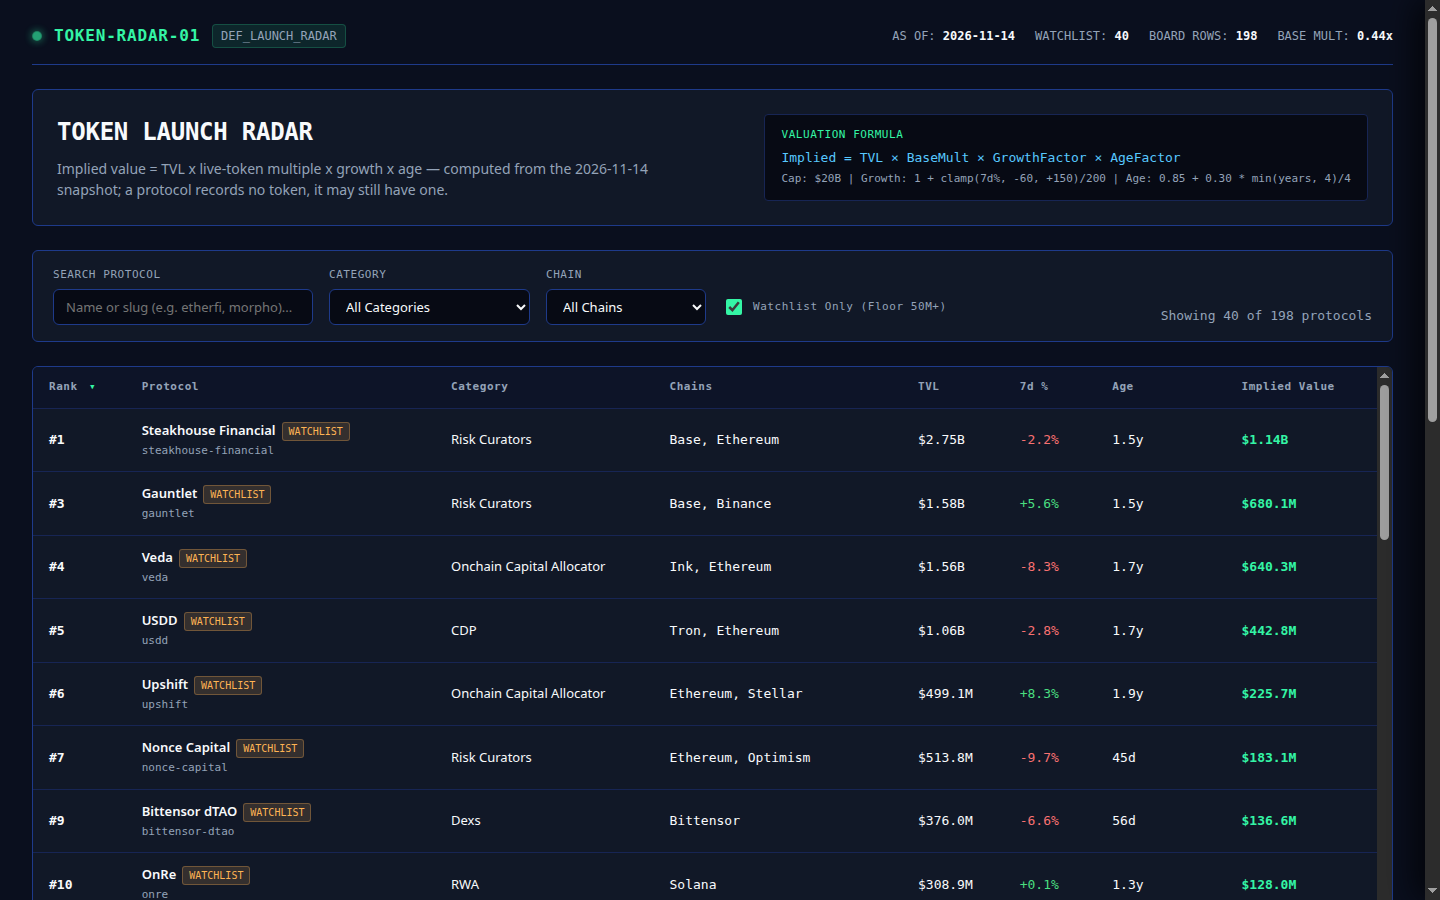 TOKEN-RADAR-01 DEF_LAUNCH_RADAR AS OF: 2026-11-14 WATCHLIST: 40 BOARD ROWS: 198 BASE MULT: 0.44x
TOKEN LAUNCH RADAR
Implied value = TVL x live-token multiple x growth x age — computed from the 2026-11-14
snapshot; a protocol records no token, it may still have one.
VALUATION FORMULA
Implied = TVL × BaseMult × GrowthFactor × AgeFactor
Cap: $20B | Growth: 1 + clamp(7d%, -60, +150)/200 | Age: 0.85 + 0.30 * min(years, 4)/4
SEARCH PROTOCOL CATEGORY CHAIN
Name or slug (e.g. etherfi, morpho)... All Categories All Chains Watchlist Only (Floor 50M+) Showing 40 of 198 protocols
Rank ▼ Protocol Category Chains TVL 7d % Age Implied Value
#1 Steakhouse Financial WATCHLIST Risk Curators Base, Ethereum $2.75B -2.2% 1.5y $1.14B
steakhouse-financial
#3 Gauntlet WATCHLIST Risk Curators Base, Binance $1.58B +5.6% 1.5y $680.1M
gauntlet
#4 Veda WATCHLIST Onchain Capital Allocator Ink, Ethereum $1.56B -8.3% 1.7y $640.3M
veda
#5 USDD WATCHLIST CDP Tron, Ethereum $1.06B -2.8% 1.7y $442.8M
usdd
#6 Upshift WATCHLIST Onchain Capital Allocator Ethereum, Stellar $499.1M +8.3% 1.9y $225.7M
upshift
#7 Nonce Capital WATCHLIST Risk Curators Ethereum, Optimism $513.8M -9.7% 45d $183.1M
nonce-capital
#9 Bittensor dTAO WATCHLIST Dexs Bittensor $376.0M -6.6% 56d $136.6M
bittensor-dtao
#10 OnRe WATCHLIST RWA Solana $308.9M +0.1% 1.3y $128.0M
onre